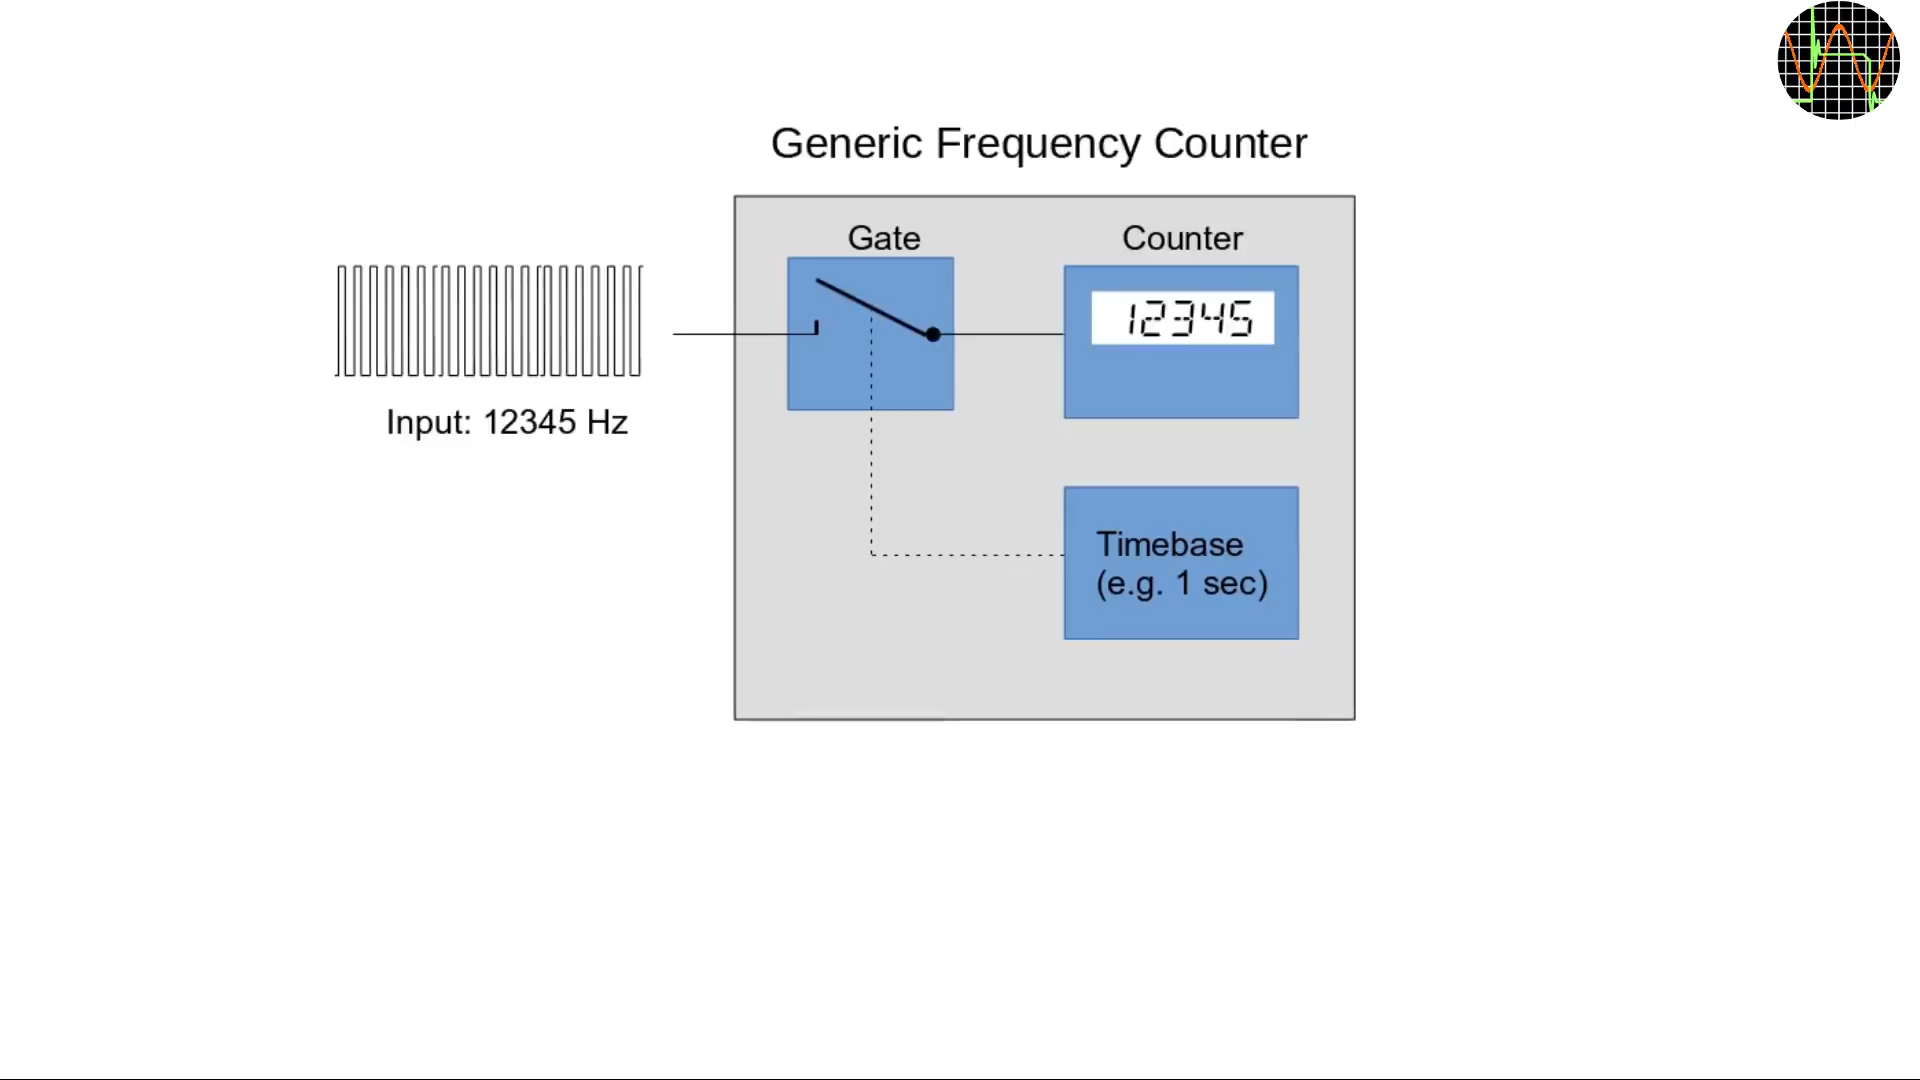 Generic Frequency Counter
Gate
Counter
12345
Input: 12345 Hz
Timebase
(e.g. 1 sec)